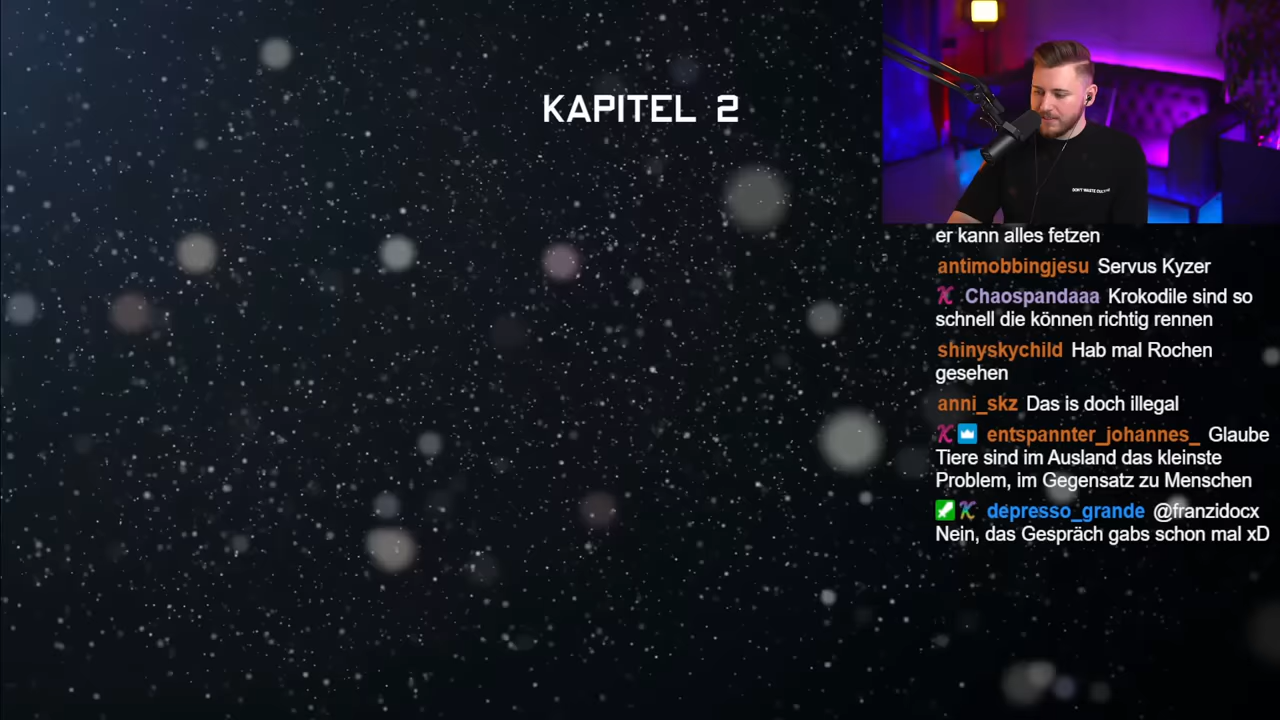 KAPITEL 2
er kann alles fetzen
antimobbingjesu Servus Kyzer
Chaospandaaa Krokodile sind so
schnell die können richtig rennen
shinyskychild Hab mal Rochen
gesehen
anni_skz Das is doch illegal
entspannter_johannes_ Glaube
Tiere sind im Ausland das kleinste
Problem, im Gegensatz zu Menschen
depresso_grande @franzidocx
Nein, das Gespräch gabs schon mal xD